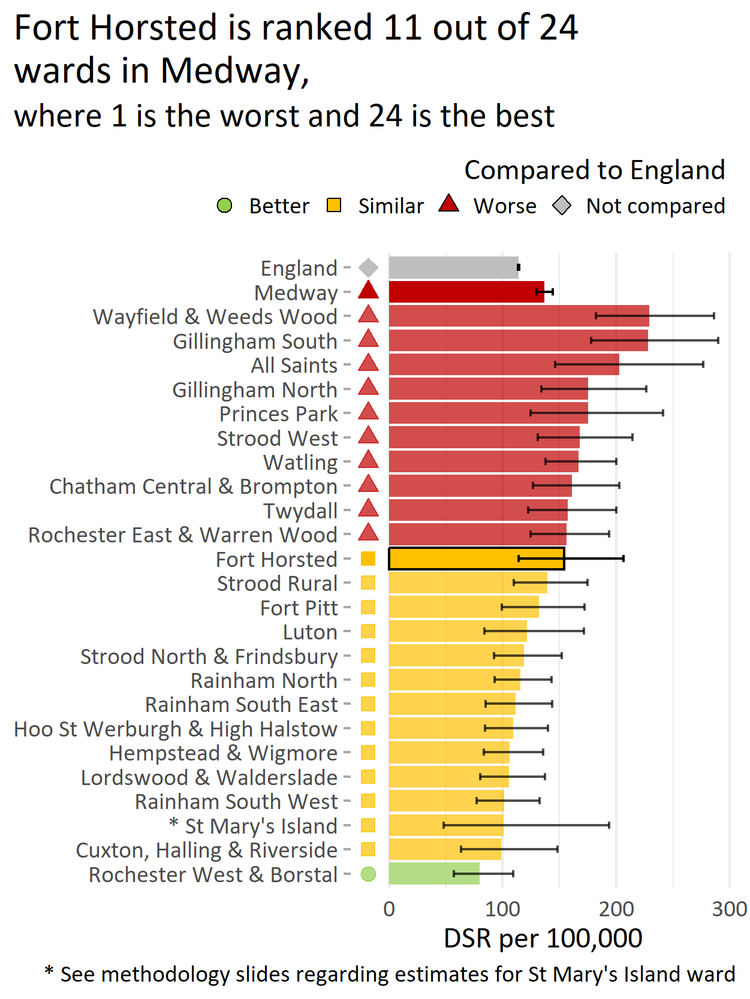 Fort Horsted is ranked 11 out of 24
wards in Medway,
where 1 is the worst and 24 is the best
Compared to England
Better Similar Worse Not compared
England
Medway
Wayfield & Weeds Wood
Gillingham South
All Saints
Gillingham North
Princes Park
Strood West
Watling
Chatham Central & Brompton
Twydall
Rochester East & Warren Wood
Fort Horsted
Strood Rural
Fort Pitt
Luton
Strood North & Frindsbury
Rainham North
Rainham South East
Hoo St Werburgh & High Halstow
Hempstead & Wigmore
Lordswood & Walderslade
Rainham South West
* St Mary's Island
Cuxton, Halling & Riverside
Rochester West & Borstal
0 100 200 300
DSR per 100,000
* See methodology slides regarding estimates for St Mary's Island ward